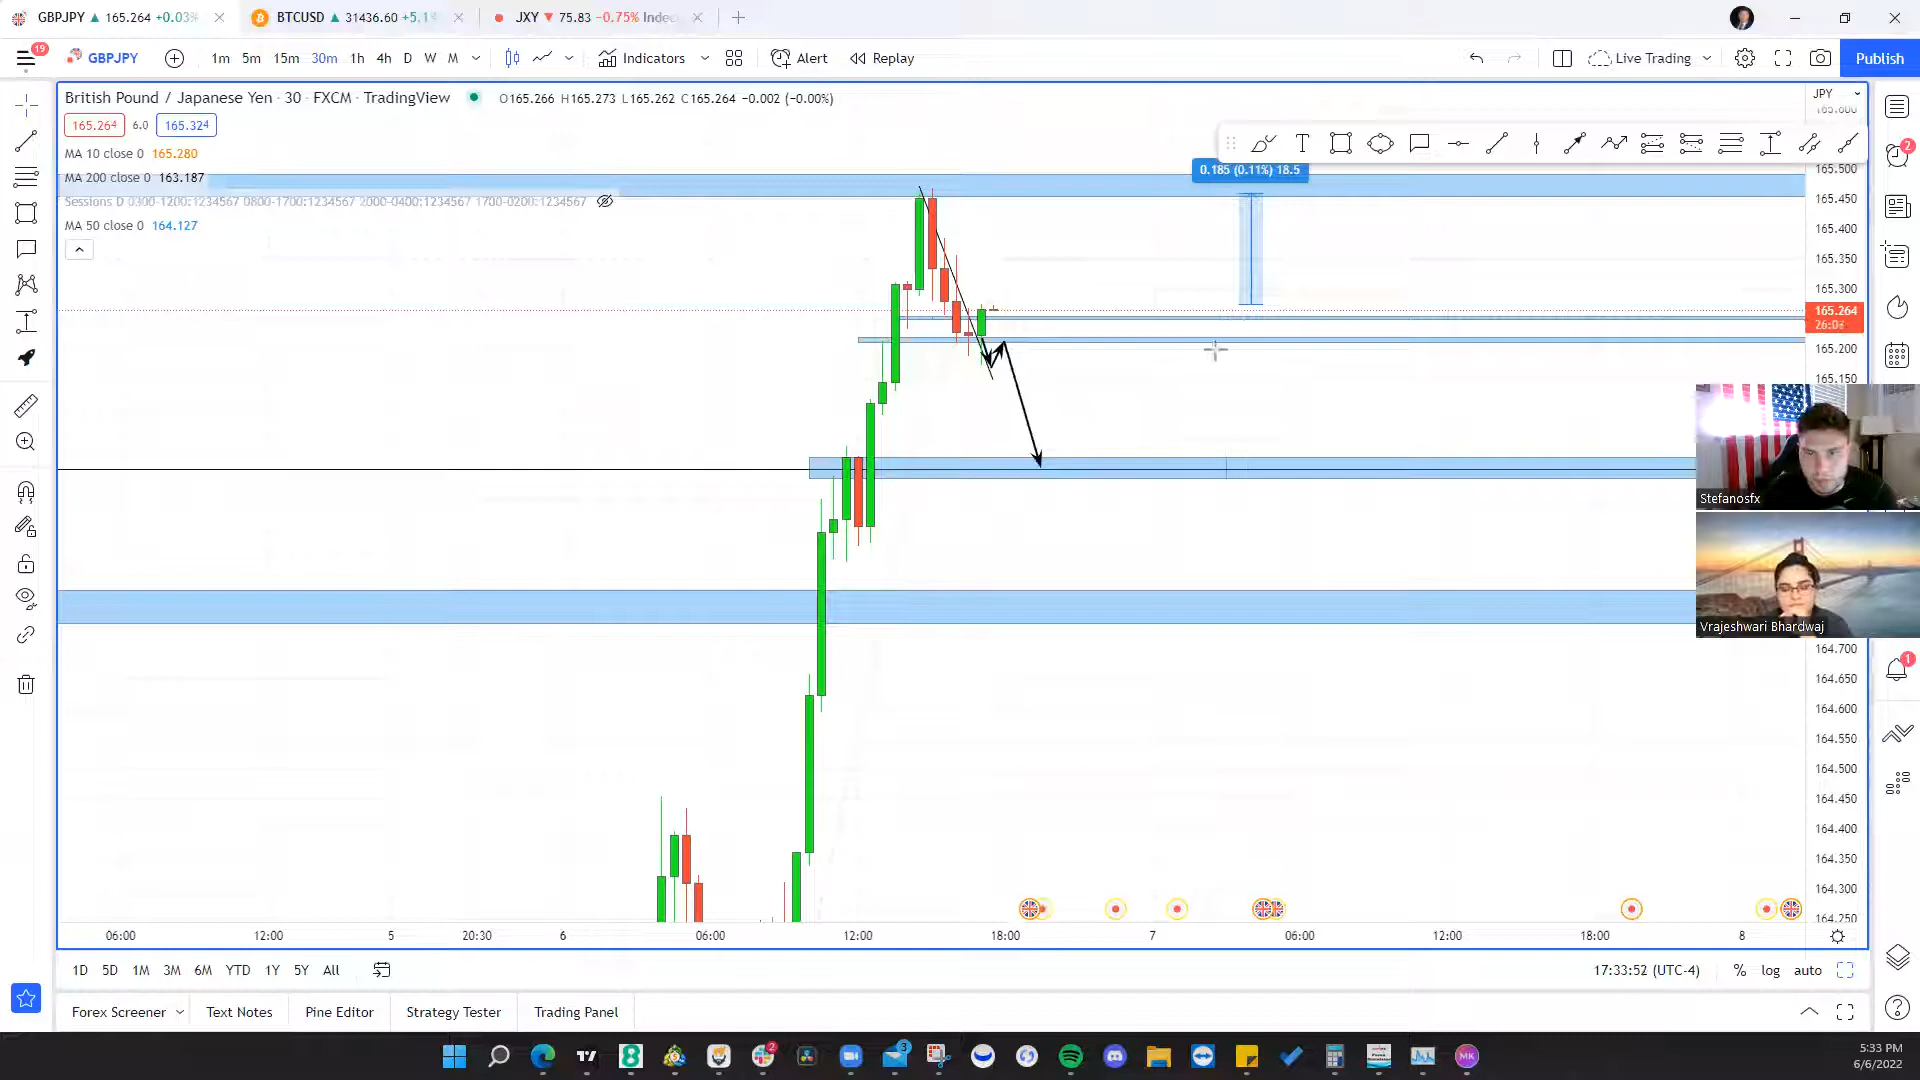 GBPJPY ▲ 165.264 +0.03%
BTCUSD ▲ 31436.60 +5.1
JXY ▼ 75.83 −0.75% Inde
19
GBPJPY
1m 5m 15m 30m 1h 4h D W M
Indicators
Alert
Replay
Live Trading
Publish
British Pound / Japanese Yen · 30 · FXCM · TradingView
O165.266 H165.273 L165.262 C165.264 −0.002 (−0.00%)
JPY
165.264 6.0 165.324
MA 10 close 0 165.280
MA 200 close 0 163.187
Sessions D 0300-1200:1234567 0800-1700:1234567 2000-0400:1234567 1700-0200:1234567
MA 50 close 0 164.127
0.185 (0.11%) 18.5
2
165.600
165.500
165.450
165.400
165.350
165.300
165.264
165.200
165.150
Stefanosfx
Vrajeshwari Bhardwaj
164.700
164.650
1
164.600
164.550
164.500
164.450
164.400
164.350
164.300
164.250
06:00 12:00 5 20:30 6 06:00 12:00 18:00 7 06:00 12:00 18:00 8
1D 5D 1M 3M 6M YTD 1Y 5Y All
17:33:52 (UTC-4)
% log auto
Forex Screener
Text Notes
Pine Editor
Strategy Tester
Trading Panel
2
3
MK
5:33 PM
6/6/2022